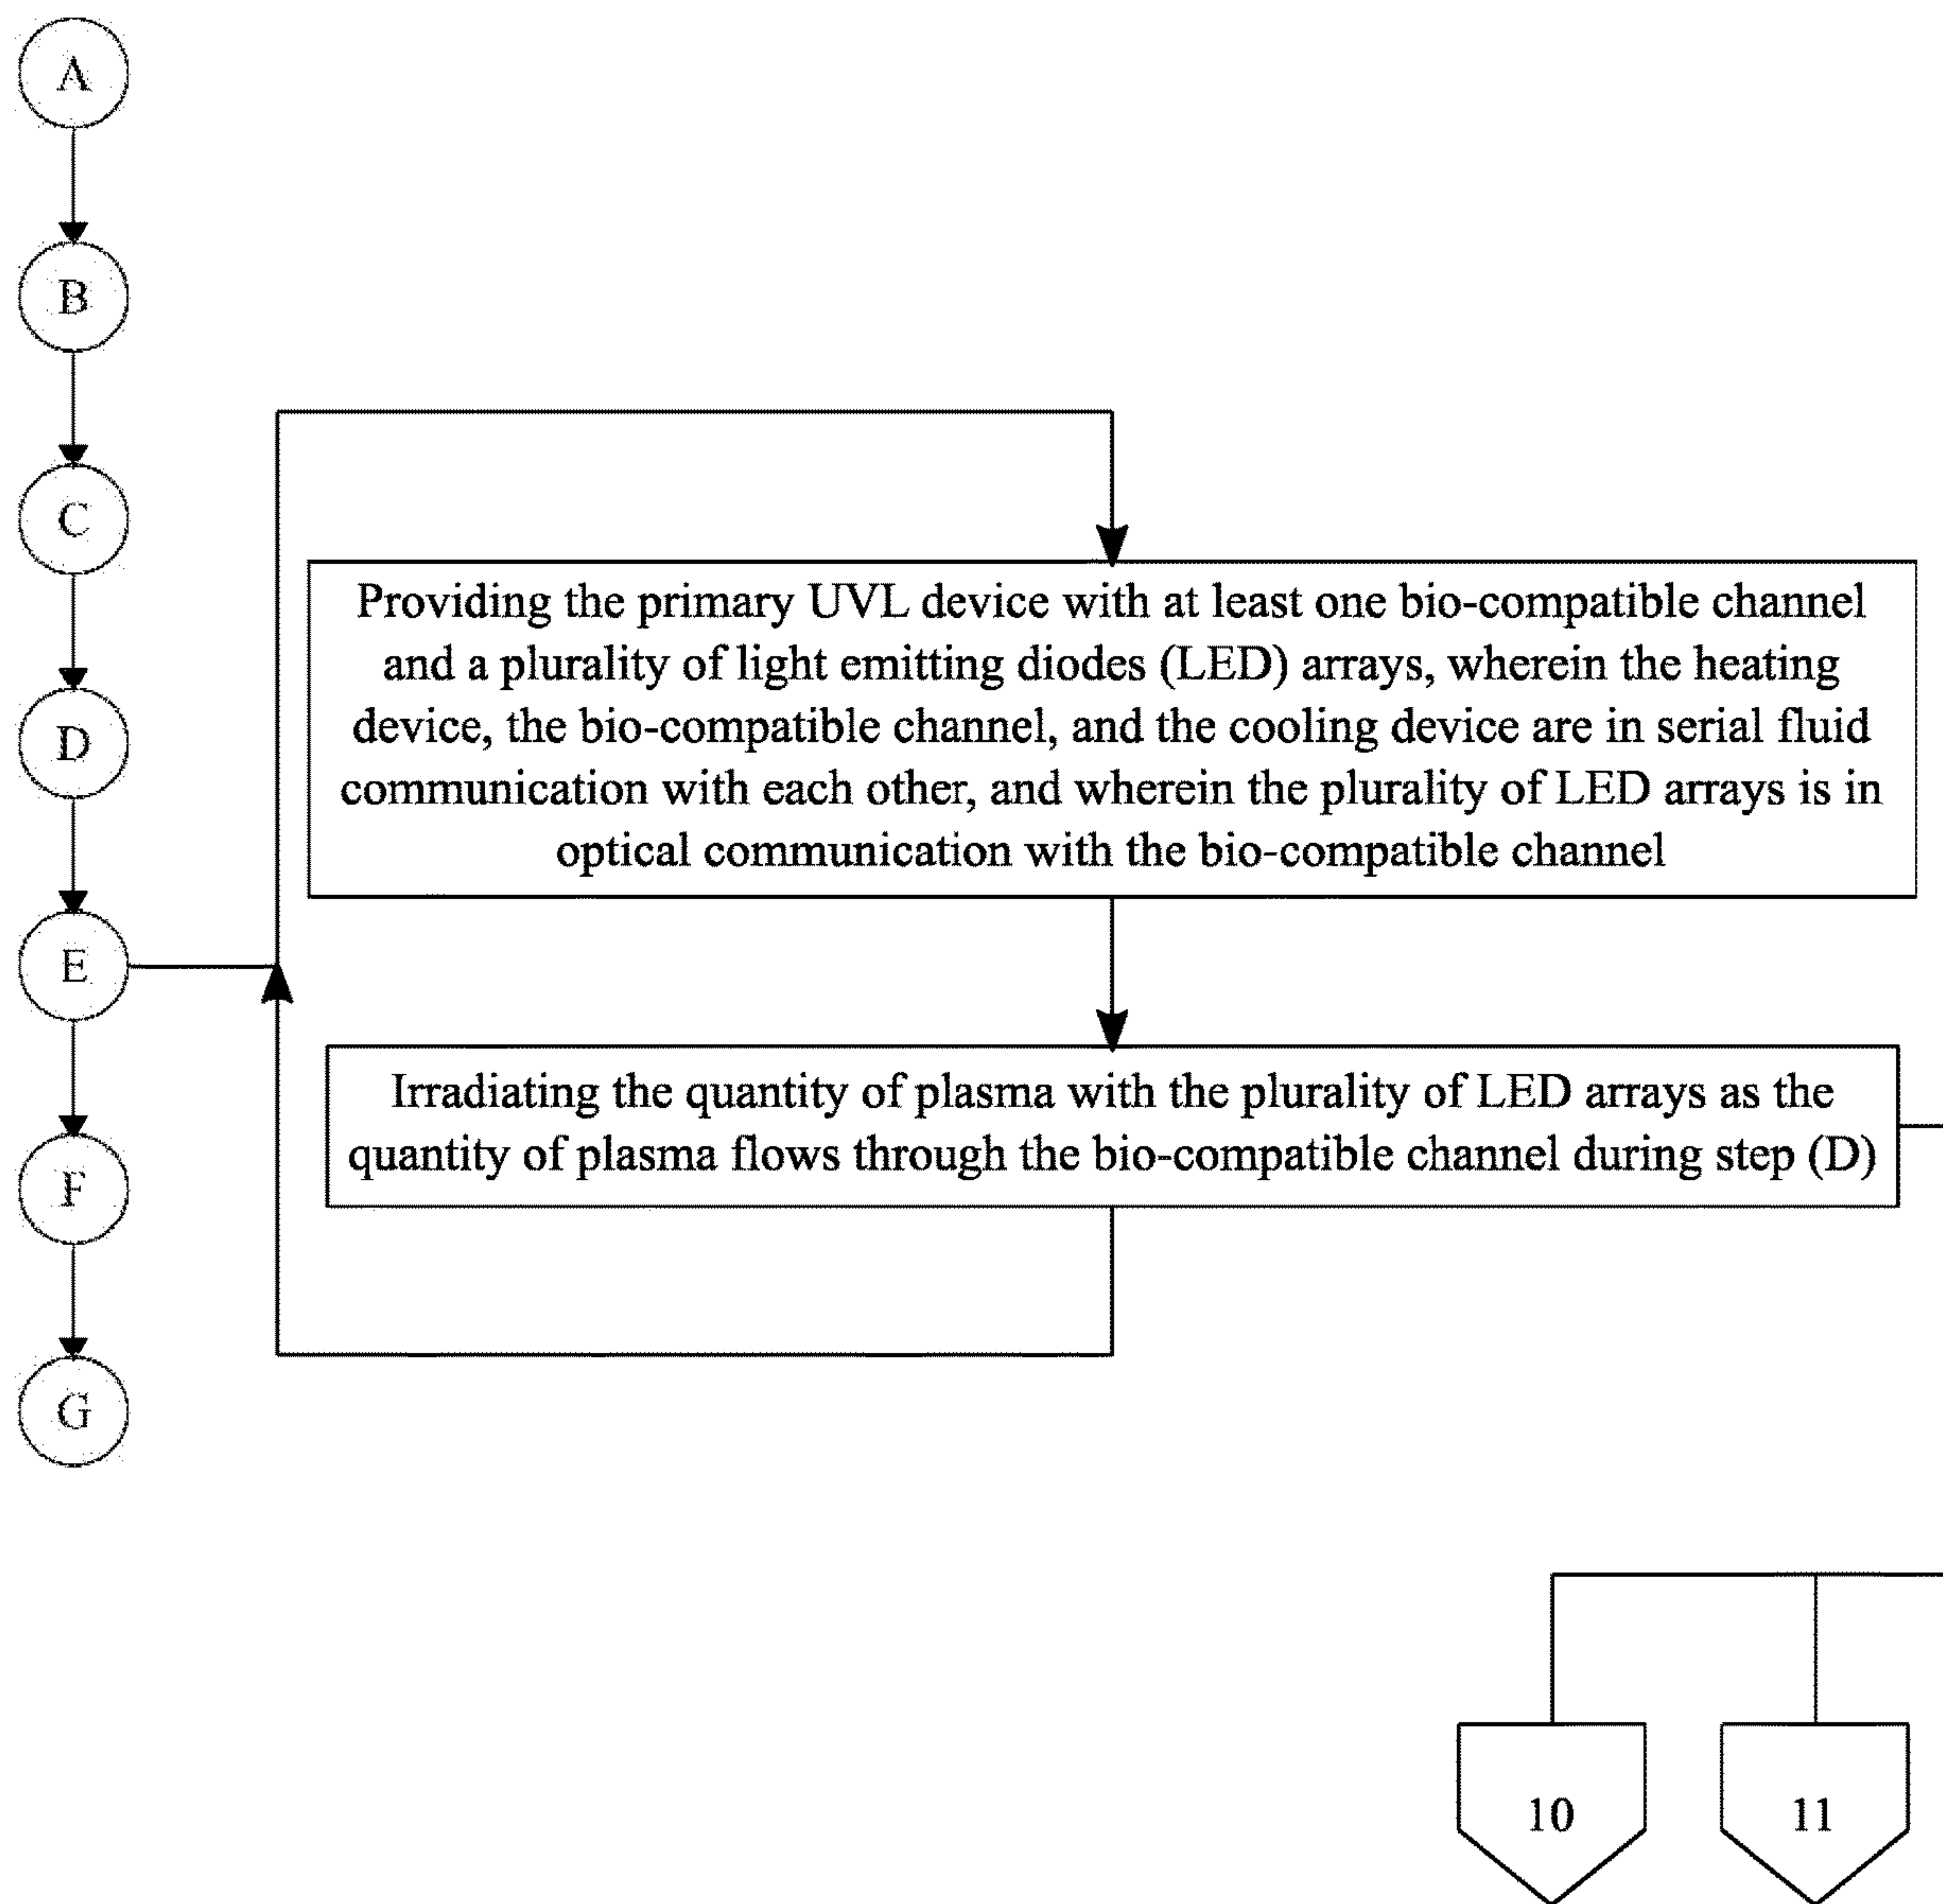 A
B
C
D
E
F
G
Providing the primary UVL device with at least one bio-compatible channel
and a plurality of light emitting diodes (LED) arrays, wherein the heating
device, the bio-compatible channel, and the cooling device are in serial fluid
communication with each other, and wherein the plurality of LED arrays is in
optical communication with the bio-compatible channel
Irradiating the quantity of plasma with the plurality of LED arrays as the
quantity of plasma flows through the bio-compatible channel during step (D)
10
11